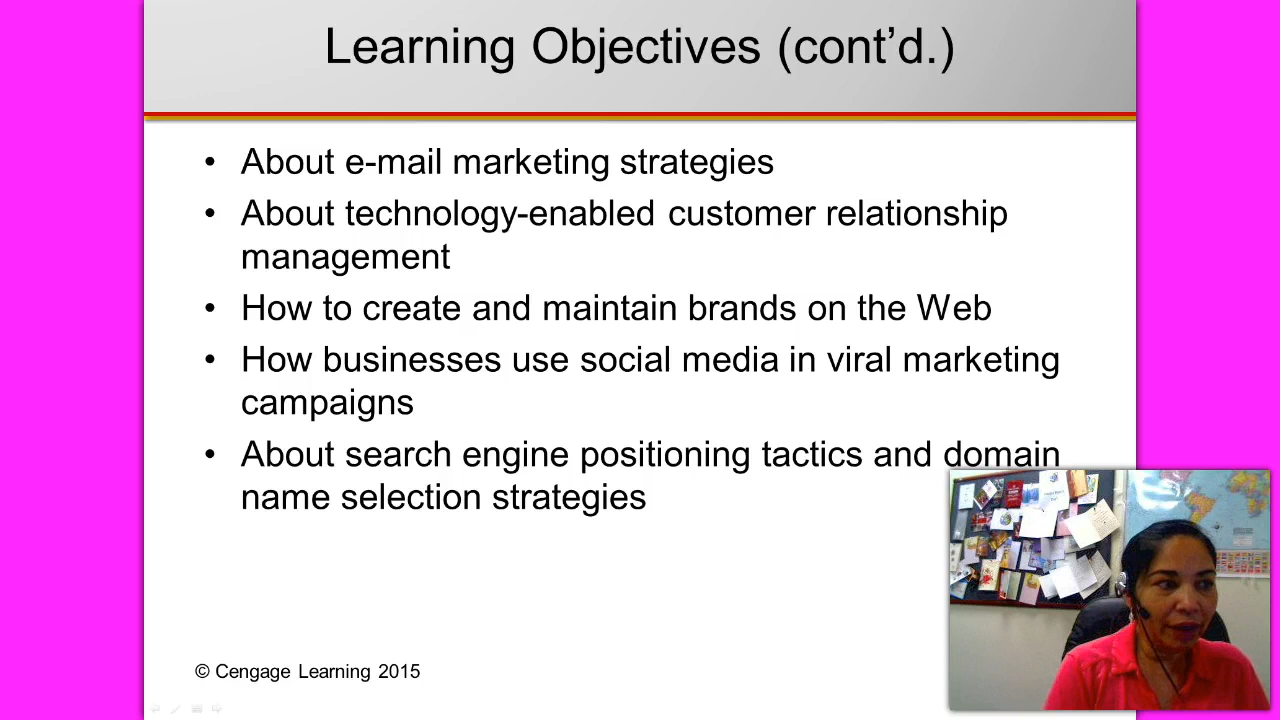 Learning Objectives (cont’d.)
• About e-mail marketing strategies
• About technology-enabled customer relationship
management
• How to create and maintain brands on the Web
• How businesses use social media in viral marketing
campaigns
• About search engine positioning tactics and domain
name selection strategies
© Cengage Learning 2015